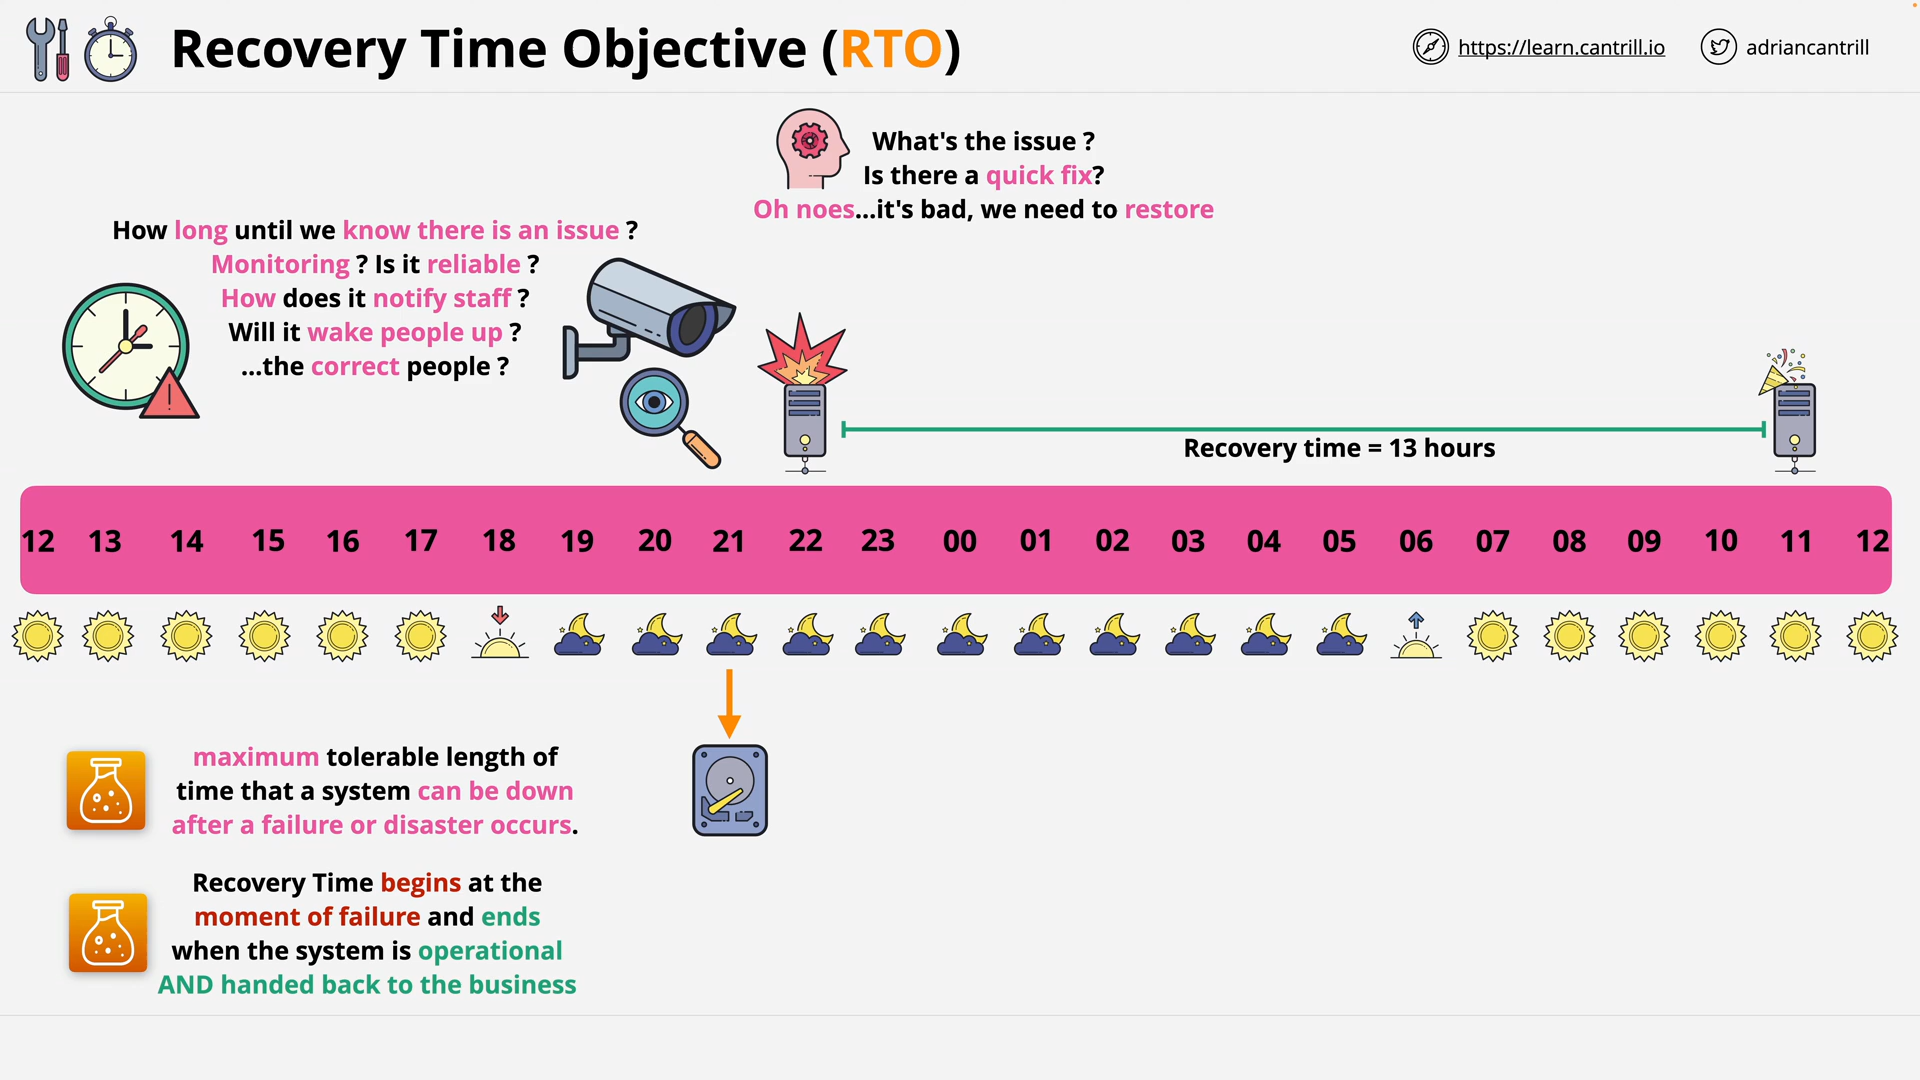 Recovery Time Objective (RTO)
https://learn.cantrill.io
adriancantrill
What's the issue ?
Is there a quick fix?
Oh noes...it's bad, we need to restore
How long until we know there is an issue ?
Monitoring ? Is it reliable ?
How does it notify staff ?
Will it wake people up ?
...the correct people ?
Recovery time = 13 hours
12 13 14 15 16 17 18 19 20 21 22 23 00 01 02 03 04 05 06 07 08 09 10 11 12
maximum tolerable length of
time that a system can be down
after a failure or disaster occurs.
Recovery Time begins at the
moment of failure and ends
when the system is operational
AND handed back to the business